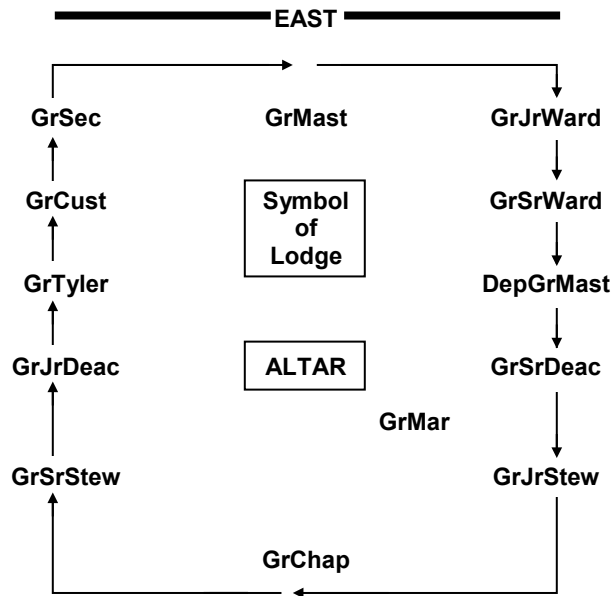 EAST
GrSec GrMast GrJrWard
GrCust Symbol GrSrWard
of
Lodge
GrTyler DepGrMast
GrJrDeac ALTAR GrSrDeac
GrMar
GrSrStew GrJrStew
GrChap